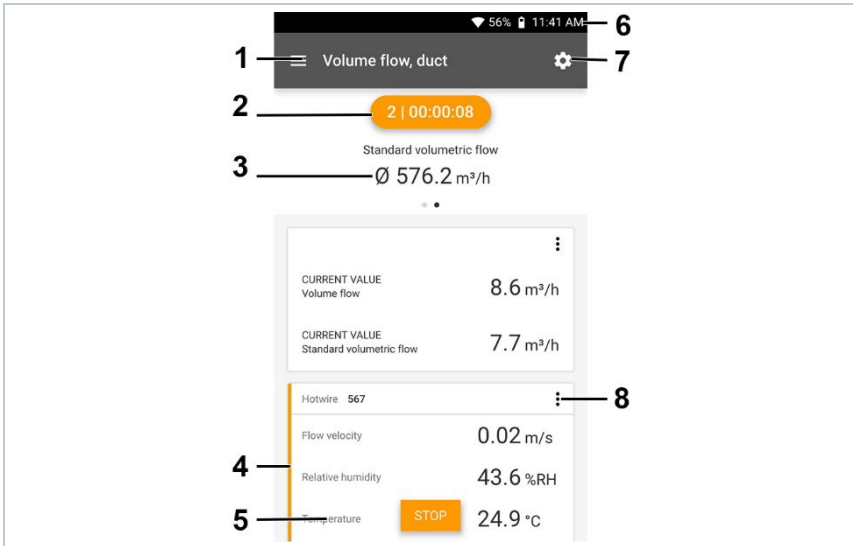 56% 11:41 AM 6
1 Volume flow, duct 7
2 2 | 00:00:08
Standard volumetric flow
3 Ø 576.2 m³/h
CURRENT VALUE
Volume flow 8.6 m³/h
CURRENT VALUE
Standard volumetric flow 7.7 m³/h
Hotwire 567 8
Flow velocity 0.02 m/s
4 Relative humidity 43.6 %RH
5 Temperature STOP 24.9 °C